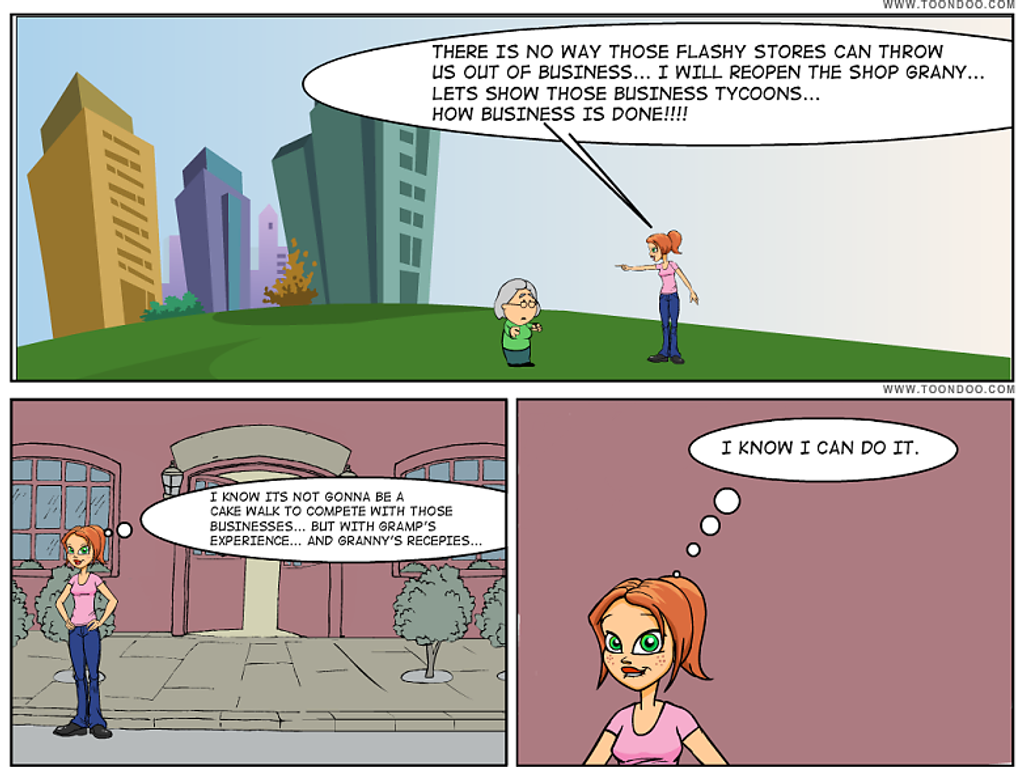 WWW.TOONDOO.COM
THERE IS NO WAY THOSE FLASHY STORES CAN THROW
US OUT OF BUSINESS... I WILL REOPEN THE SHOP GRANY...
LETS SHOW THOSE BUSINESS TYCOONS...
HOW BUSINESS IS DONE!!!!
WWW.TOONDOO.COM
I KNOW ITS NOT GONNA BE A
CAKE WALK TO COMPETE WITH THOSE
BUSINESSES... BUT WITH GRAMP'S
EXPERIENCE... AND GRANNY'S RECEPIES...
I KNOW I CAN DO IT.